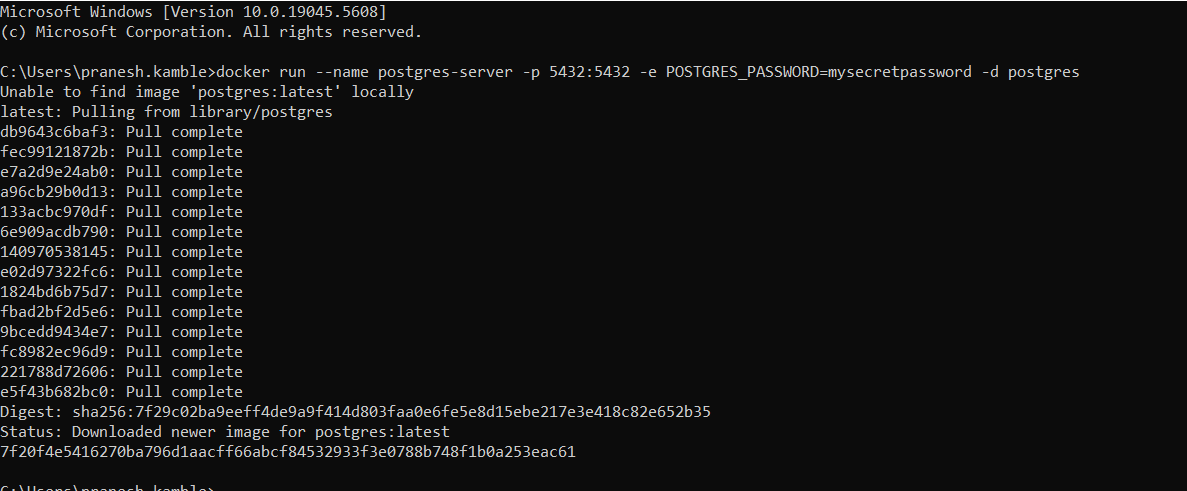 Microsoft Windows [Version 10.0.19045.5608]
(c) Microsoft Corporation. All rights reserved.
C:\Users\pranesh.kamble>docker run --name postgres-server -p 5432:5432 -e POSTGRES_PASSWORD=mysecretpassword -d postgres
Unable to find image 'postgres:latest' locally
latest: Pulling from library/postgres
db9643c6baf3: Pull complete
fec99121872b: Pull complete
e7a2d9e24ab0: Pull complete
a96cb29b0d13: Pull complete
133acbc970df: Pull complete
6e909acdb790: Pull complete
140970538145: Pull complete
e02d97322fc6: Pull complete
1824bd6b75d7: Pull complete
fbad2bf2d5e6: Pull complete
9bcedd9434e7: Pull complete
fc8982ec96d9: Pull complete
221788d72606: Pull complete
e5f43b682bc0: Pull complete
Digest: sha256:7f29c02ba9eeff4de9a9f414d803faa0e6fe5e8d15ebe217e3e418c82e652b35
Status: Downloaded newer image for postgres:latest
7f20f4e5416270ba796d1aacff66abcf84532933f3e0788b748f1b0a253eac61
C:\Users\pranesh.kamble>